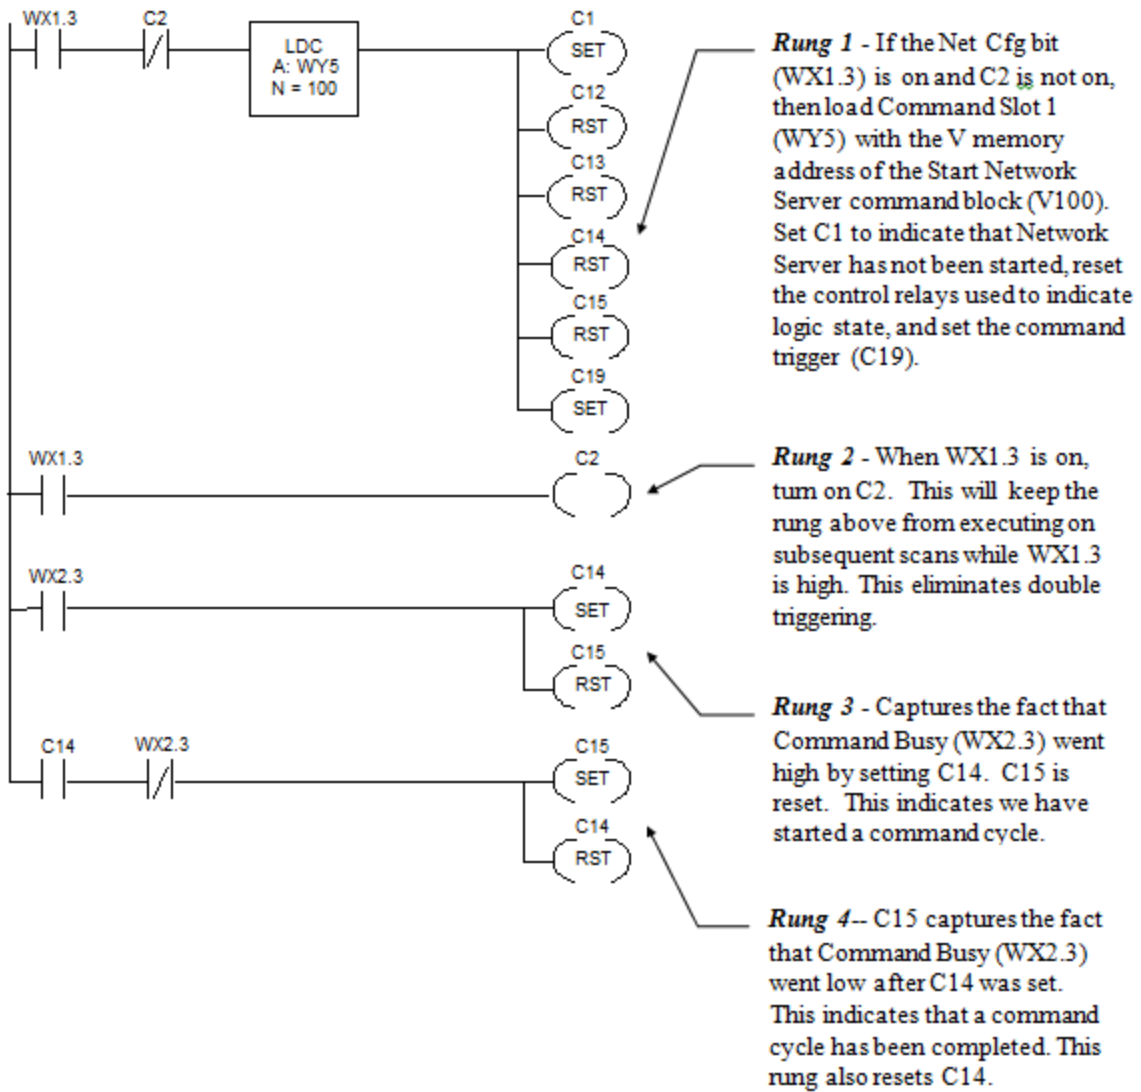 WX1.3 C2 C1
LDC
A: WY5
N = 100
SET
C12
RST
C13
RST
C14
RST
C15
RST
C19
SET
Rung 1 - If the Net Cfg bit
(WX1.3) is on and C2 is not on,
then load Command Slot 1
(WY5) with the V memory
address of the Start Network
Server command block (V100).
Set C1 to indicate that Network
Server has not been started, reset
the control relays used to indicate
logic state, and set the command
trigger (C19).
WX1.3 C2
Rung 2 - When WX1.3 is on,
turn on C2. This will keep the
rung above from executing on
subsequent scans while WX1.3
is high. This eliminates double
triggering.
WX2.3 C14
SET
C15
RST
Rung 3 - Captures the fact that
Command Busy (WX2.3) went
high by setting C14. C15 is
reset. This indicates we have
started a command cycle.
C14 WX2.3 C15
SET
C14
RST
Rung 4-- C15 captures the fact
that Command Busy (WX2.3)
went low after C14 was set.
This indicates that a command
cycle has been completed. This
rung also resets C14.